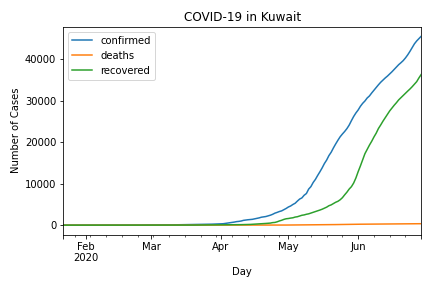 COVID-19 in Kuwait
confirmed
deaths
recovered
Number of Cases
40000
30000
20000
10000
0
Feb Mar Apr May Jun
2020
Day